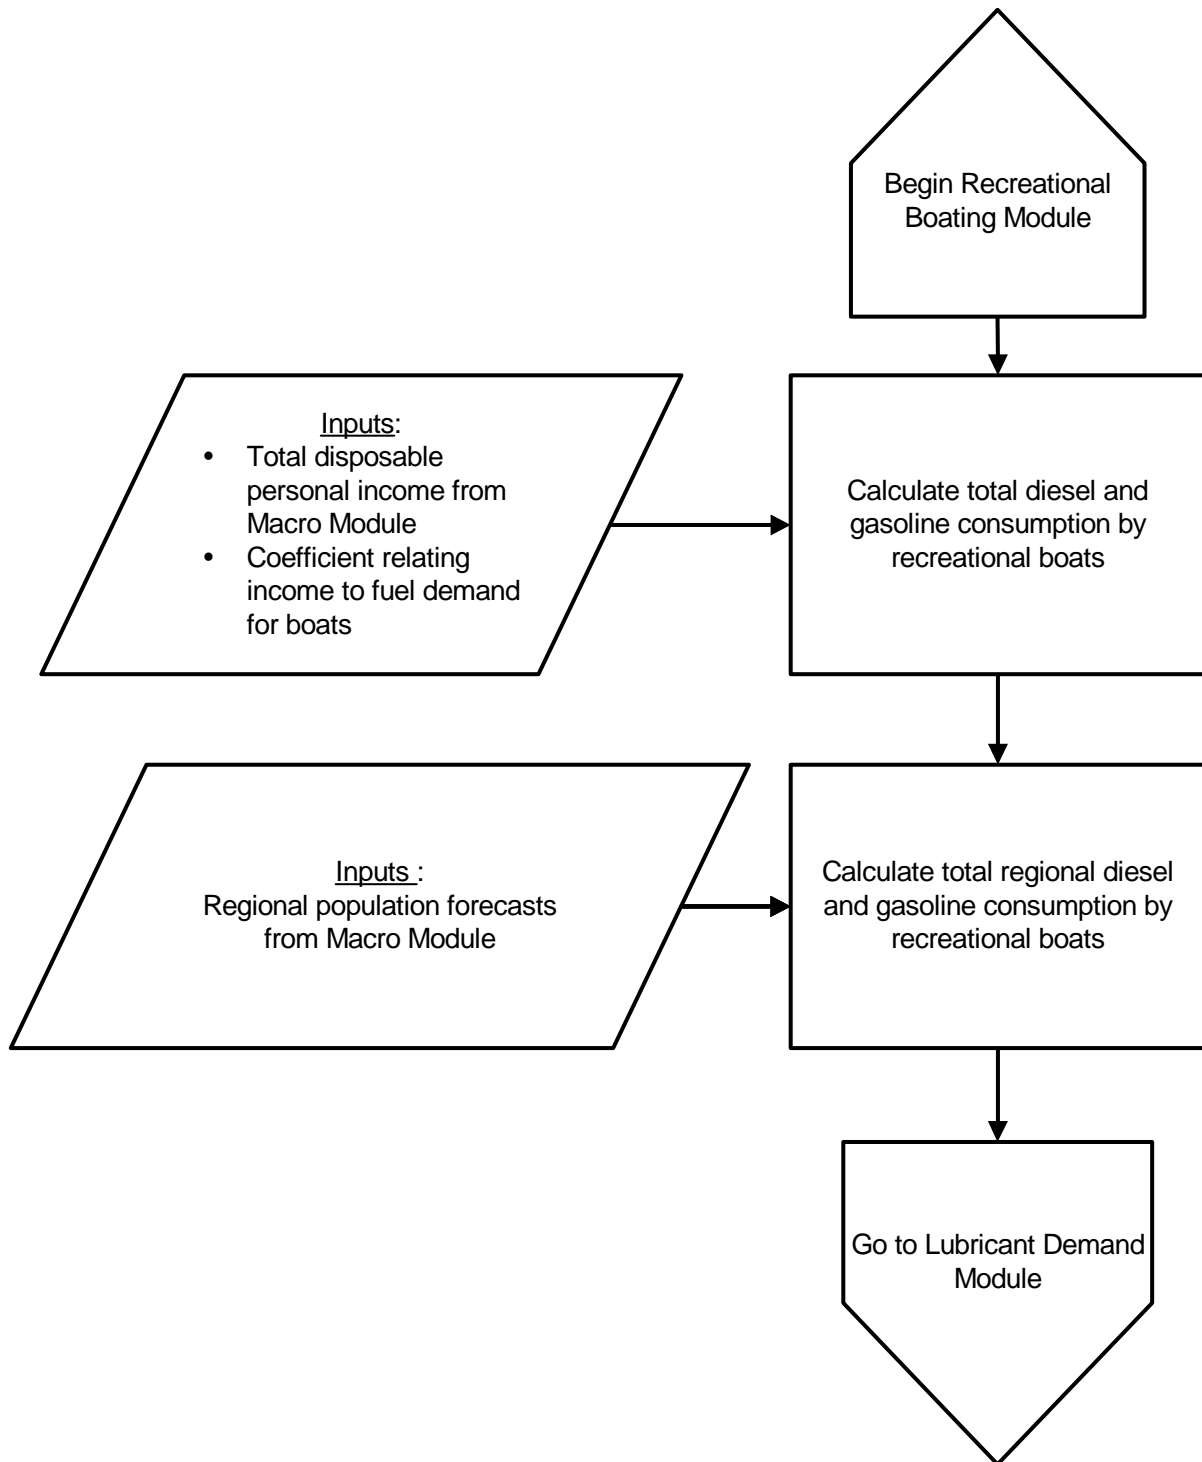 Begin Recreational
Boating Module
Inputs:
• Total disposable
personal income from
Macro Module
• Coefficient relating
income to fuel demand
for boats
Calculate total diesel and
gasoline consumption by
recreational boats
Inputs :
Regional population forecasts
from Macro Module
Calculate total regional diesel
and gasoline consumption by
recreational boats
Go to Lubricant Demand
Module